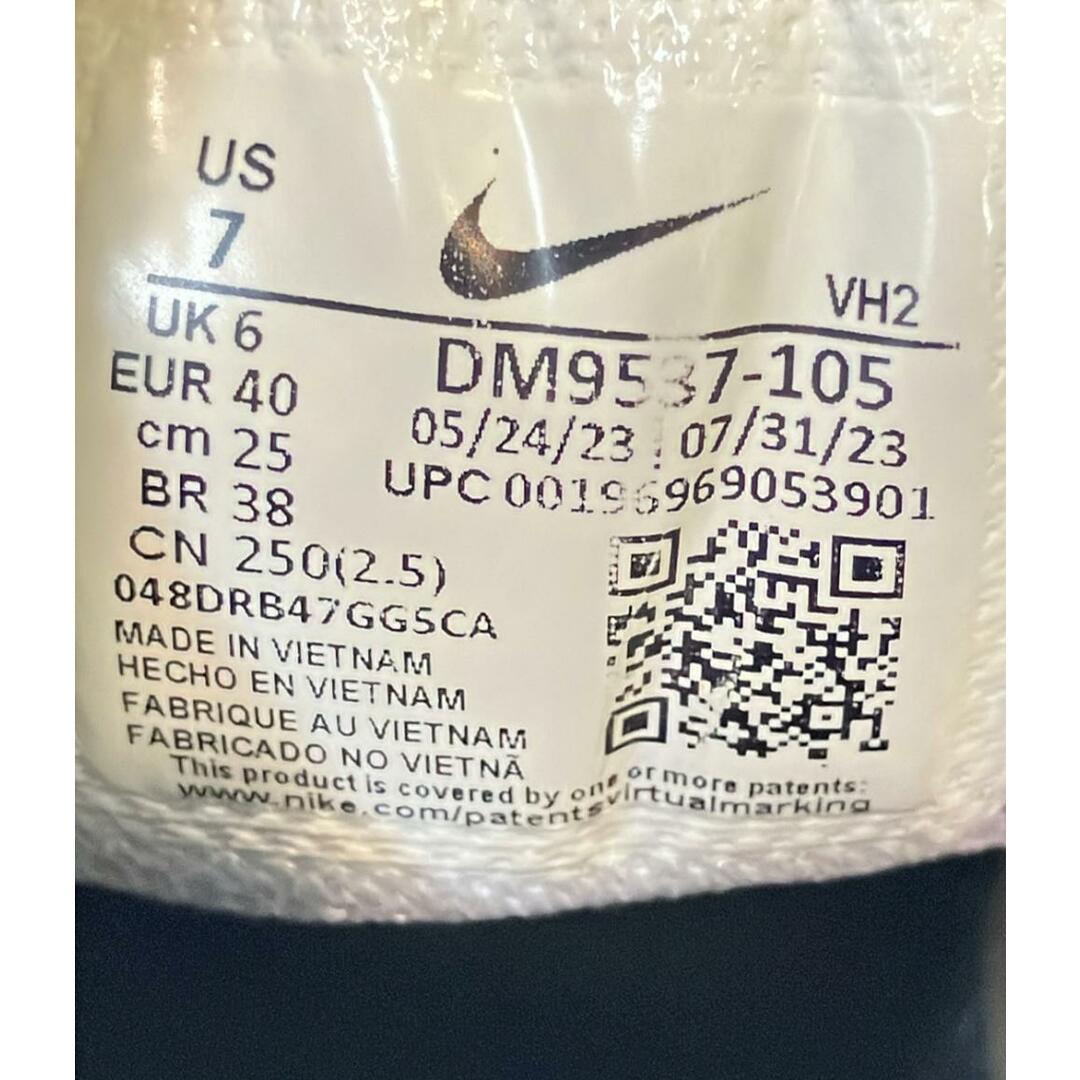 US
7
VH2
UK 6
EUR 40
cm 25
BR 38
CN 250(2.5)
DM9537-105
05/24/23 : 07/31/23
UPC 00196969053901
048DRB47GG5CA
MADE IN VIETNAM
HECHO EN VIETNAM
FABRIQUE AU VIETNAM
FABRICADO NO VIETNÃ
This product is covered by one or more patents:
www.nike.com/patentsvirtualmarking